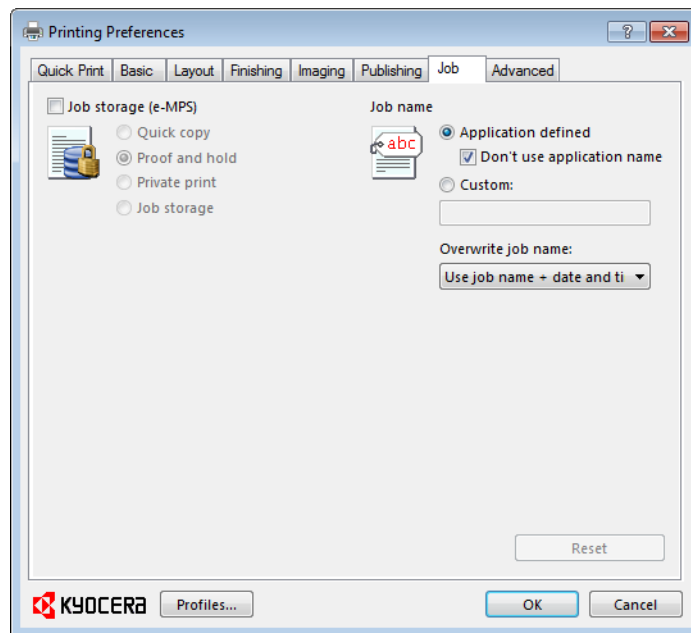 Printing Preferences
Quick Print Basic Layout Finishing Imaging Publishing Job Advanced
Job storage (e-MPS)
Quick copy
Proof and hold
Private print
Job storage
Job name
abc
Application defined
Don't use application name
Custom:
Overwrite job name:
Use job name + date and ti
Reset
KYOCERA Profiles... OK Cancel